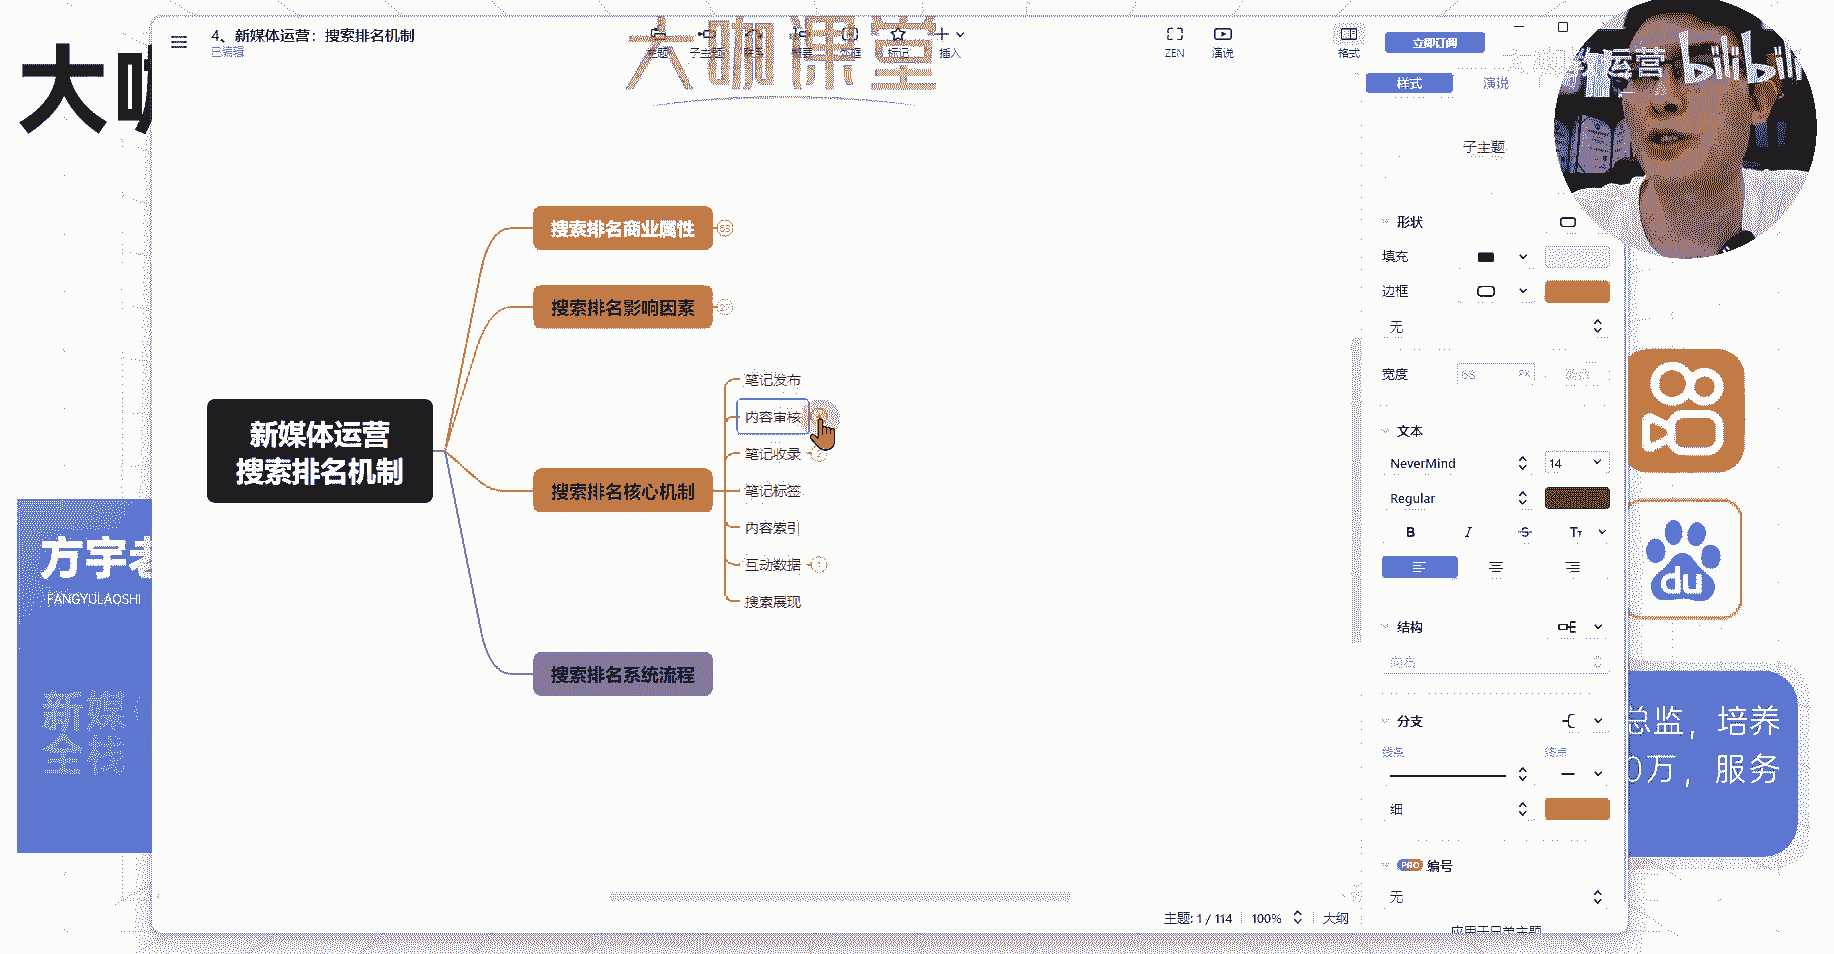 4、新媒体运营：搜索排名机制
已编辑
大咖课堂
主题
子主题
标记
插入
ZEN
演说
格式
立即订阅
运营 bilibili
样式
演说
大
子主题
搜索排名商业属性
搜索排名影响因素
新媒体运营
搜索排名机制
搜索排名核心机制
笔记发布
内容审核
笔记收录
笔记标签
内容索引
互动数据
1
搜索展现
搜索排名系统流程
形状
填充
边框
无
宽度
文本
NeverMind
14
Regular
B
I
S
Tт
结构
分支
线条
终点
细
PRO 编号
无
主题: 1 / 114
100%
大纲
方宇老
FANGYULAOSHI
新媒
全栈
du
总监，培养
0万，服务